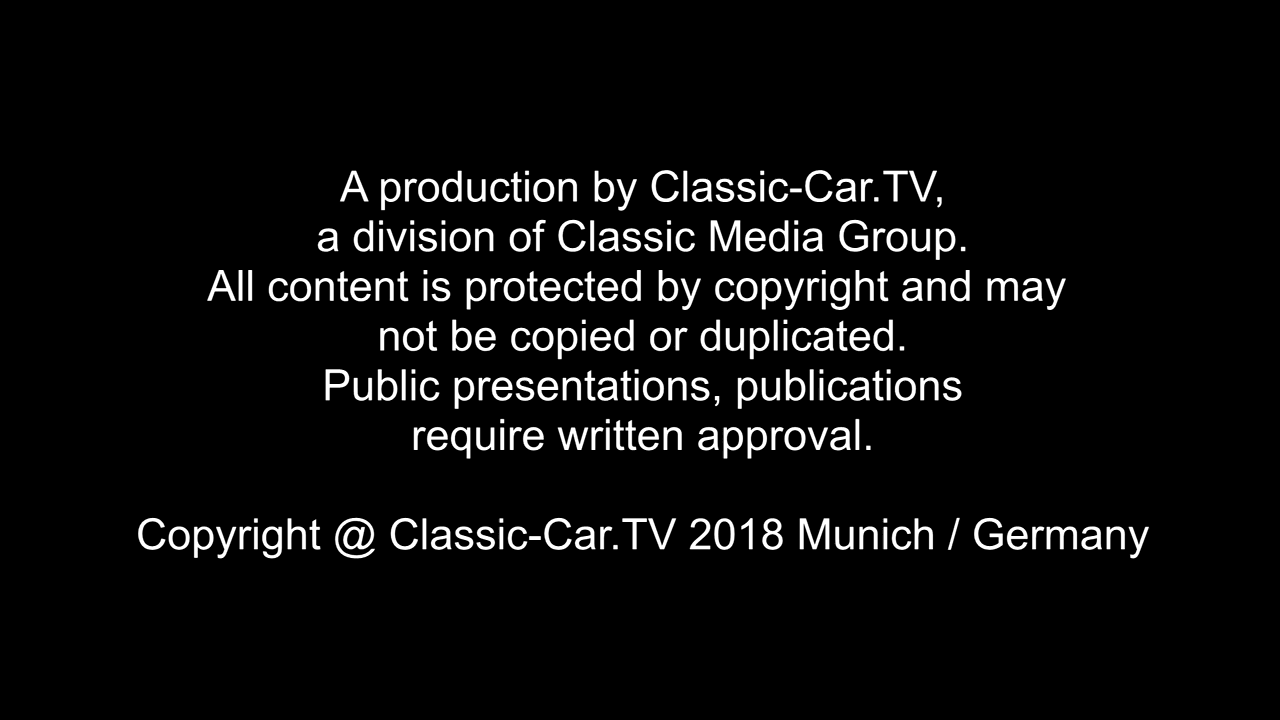 A production by Classic-Car.TV,
a division of Classic Media Group.
All content is protected by copyright and may
not be copied or duplicated.
Public presentations, publications
require written approval.
Copyright @ Classic-Car.TV 2018 Munich / Germany